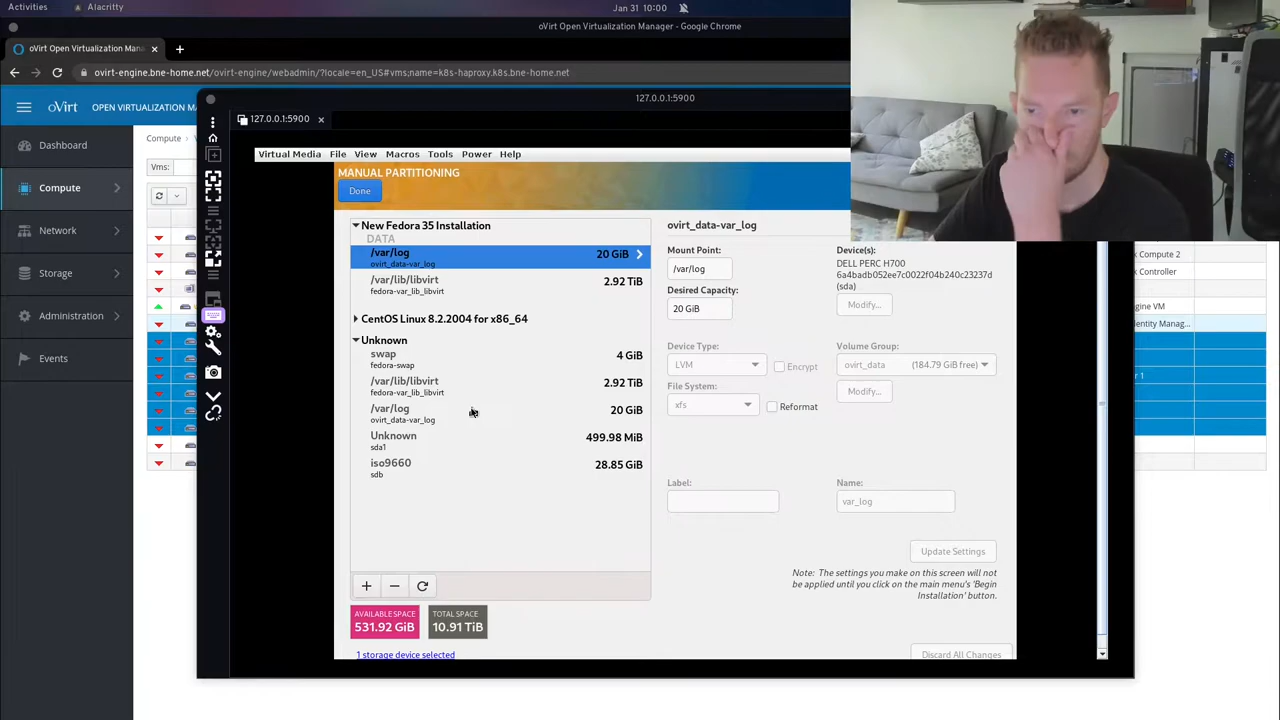 Activities
Alacritty
Jan 31 10:00
oVirt Open Virtualization Manager - Google Chrome
oVirt Open Virtualization Mana
ovirt-engine.bne-home.net/ovirt-engine/webadmin/?locale=en_US#vms;name=k8s-haproxy.k8s.bne-home.net
oVirt
OPEN VIRTUALIZATION MA
127.0.0.1:5900
127.0.0.1:5900
Dashboard
Compute
Network
Storage
Administration
Events
Compute
Vms:
Virtual Media File View Macros Tools Power Help
MANUAL PARTITIONING
Done
New Fedora 35 Installation
DATA
/var/log
20 GiB
ovirt_data-var_log
/var/lib/libvirt
2.92 TiB
fedora-var_lib_libvirt
CentOS Linux 8.2.2004 for x86_64
Unknown
swap
4 GiB
fedora-swap
/var/lib/libvirt
2.92 TiB
fedora-var_lib_libvirt
/var/log
20 GiB
ovirt_data-var_log
Unknown
499.98 MiB
sda1
iso9660
28.85 GiB
sdb
AVAILABLE SPACE
531.92 GiB
TOTAL SPACE
10.91 TiB
1 storage device selected
ovirt_data-var_log
Mount Point:
/var/log
Desired Capacity:
20 GiB
Device(s):
DELL PERC H700
6a4badb052ee7c0022f04b240c23237d
(sda)
Modify...
Device Type:
LVM
Encrypt
Volume Group:
ovirt_data (184.79 GiB free)
File System:
xfs
Reformat
Modify...
Label:
Name:
var_log
Update Settings
Note: The settings you make on this screen will not
be applied until you click on the main menu's 'Begin
Installation' button.
Discard All Changes
Compute 2
Controller
gine VM
entity Manag...